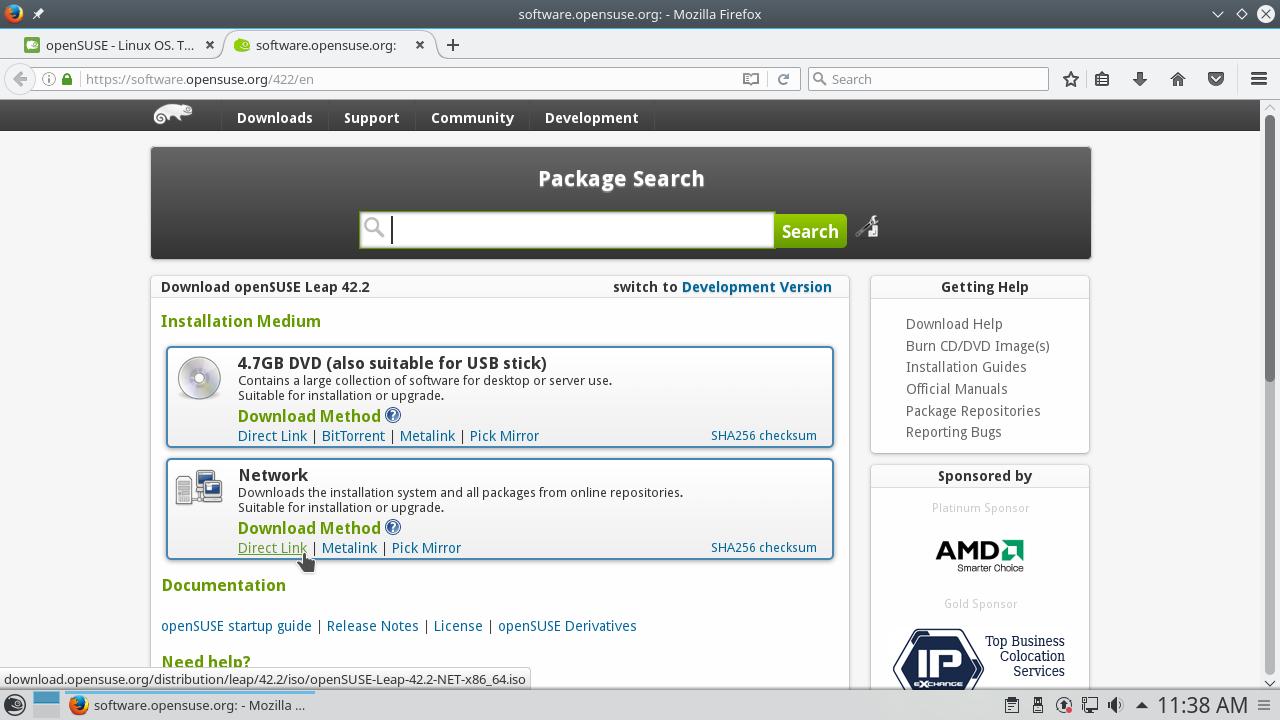 software.opensuse.org: - Mozilla Firefox
openSUSE - Linux OS. T...
software.opensuse.org:
https://software.opensuse.org/422/en
Search
Downloads
Support
Community
Development
Package Search
Search
Download openSUSE Leap 42.2
switch to Development Version
Installation Medium
4.7GB DVD (also suitable for USB stick)
Contains a large collection of software for desktop or server use.
Suitable for installation or upgrade.
Download Method ?
Direct Link | BitTorrent | Metalink | Pick Mirror
SHA256 checksum
Network
Downloads the installation system and all packages from online repositories.
Suitable for installation or upgrade.
Download Method ?
Direct Link | Metalink | Pick Mirror
SHA256 checksum
Documentation
openSUSE startup guide | Release Notes | License | openSUSE Derivatives
Need help?
Getting Help
Download Help
Burn CD/DVD Image(s)
Installation Guides
Official Manuals
Package Repositories
Reporting Bugs
Sponsored by
Platinum Sponsor
AMD
Smarter Choice
Gold Sponsor
IP
EXCHANGE
Top Business
Colocation
Services
download.opensuse.org/distribution/leap/42.2/iso/openSUSE-Leap-42.2-NET-x86_64.iso
software.opensuse.org: - Mozilla ...
11:38 AM